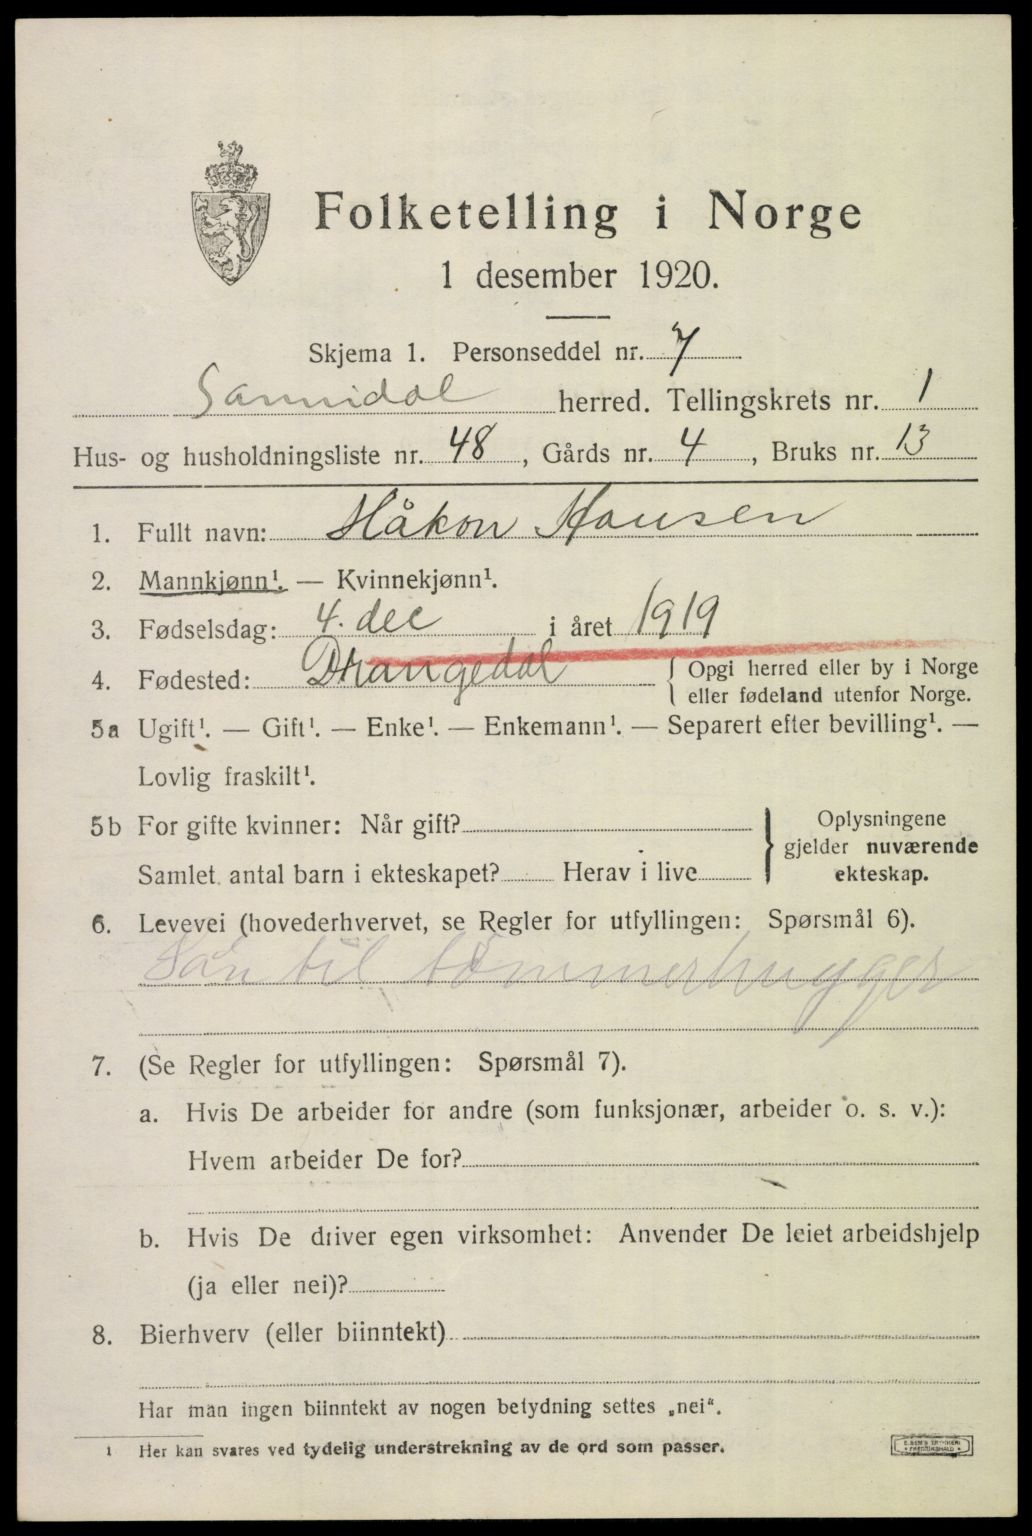 Folketelling i Norge
1 desember 1920.
Skjema 1. Personseddel nr. 7
Sannidal herred. Tellingskrets nr. 1
Hus- og husholdningsliste nr. 48, Gårds nr. 4, Bruks nr. 13
1. Fullt navn: Håkon Hansen
2. Mannkjønn¹. — Kvinnekjønn¹.
3. Fødselsdag: 4. dec i året 1919
4. Fødested: Drangedal { Opgi herred eller by i Norge
eller fødeland utenfor Norge.
5a Ugift¹. — Gift¹. — Enke¹. — Enkemann¹. — Separert efter bevilling¹. —
Lovlig fraskilt¹.
5b For gifte kvinner: Når gift?
Samlet antal barn i ekteskapet? Herav i live
} Oplysningene
gjelder nuværende
ekteskap.
6. Levevei (hovederhvervet, se Regler for utfyllingen: Spørsmål 6).
Søn til tømmerhugger
7. (Se Regler for utfyllingen: Spørsmål 7).
a. Hvis De arbeider for andre (som funksjonær, arbeider o. s. v.):
Hvem arbeider De for?
b. Hvis De driver egen virksomhet: Anvender De leiet arbeidshjelp
(ja eller nei)?
8. Bierhverv (eller biinntekt)
Har man ingen biinntekt av nogen betydning settes „nei".
¹ Her kan svares ved tydelig understrekning av de ord som passer.